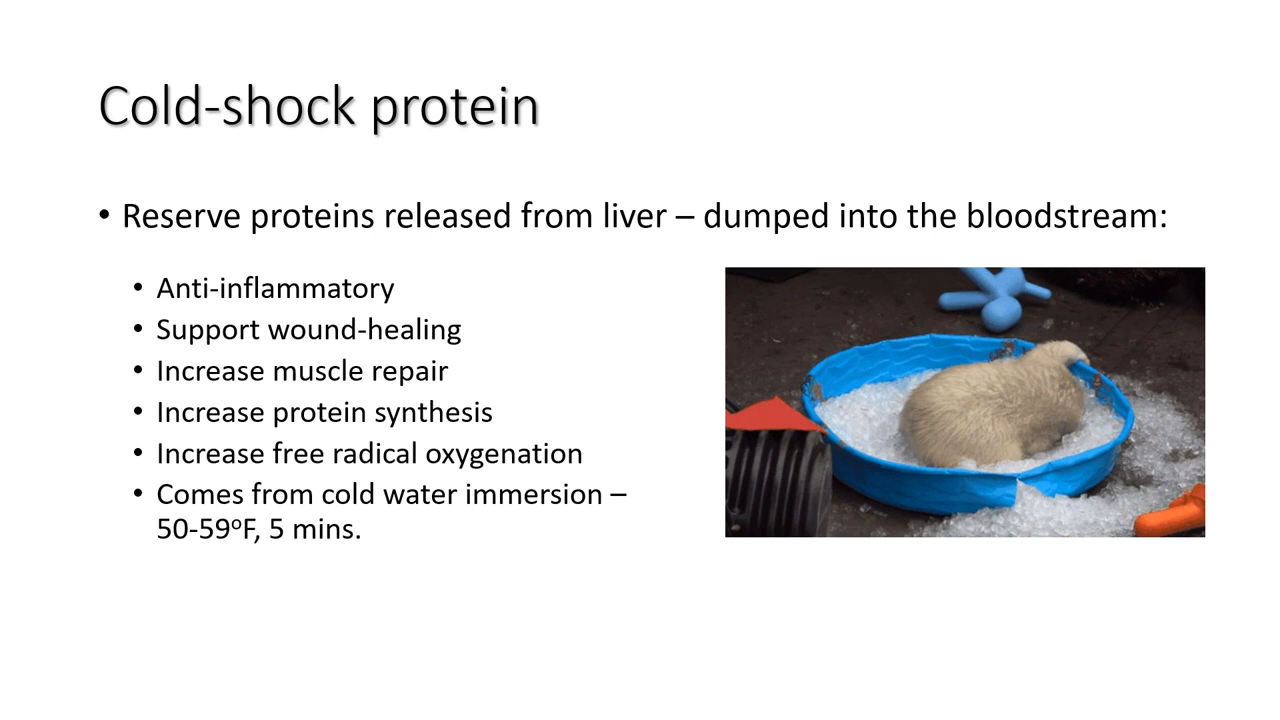 Cold-shock protein
• Reserve proteins released from liver – dumped into the bloodstream:
• Anti-inflammatory
• Support wound-healing
• Increase muscle repair
• Increase protein synthesis
• Increase free radical oxygenation
• Comes from cold water immersion –
50-59ᵒF, 5 mins.